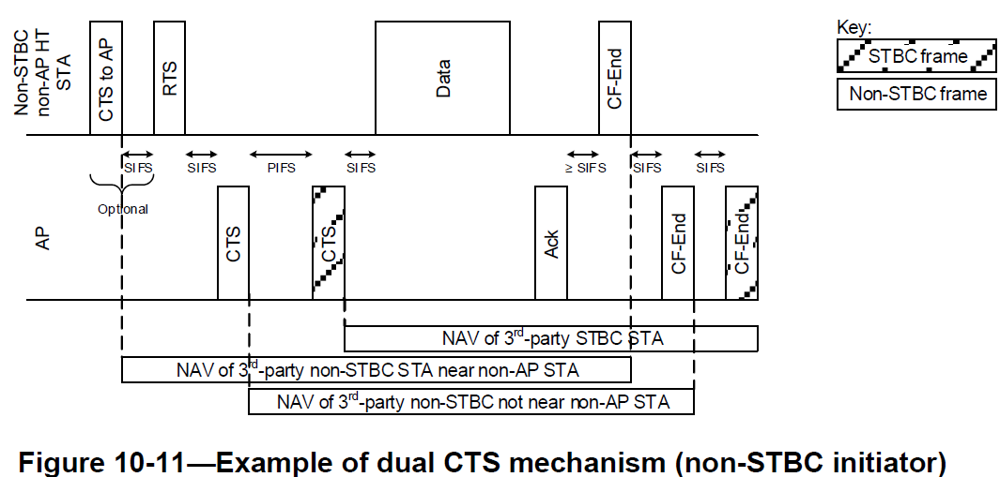 Non-STBC
non-AP HT
STA
CTS to AP
RTS
Data
CF-End
Key:
STBC frame
Non-STBC frame
SIFS
SIFS
PIFS
SIFS
≥ SIFS
SIFS
SIFS
Optional
AP
CTS
CTS
Ack
CF-End
CF-End
NAV of 3rd-party STBC STA
NAV of 3rd-party non-STBC STA near non-AP STA
NAV of 3rd-party non-STBC not near non-AP STA
Figure 10-11—Example of dual CTS mechanism (non-STBC initiator)